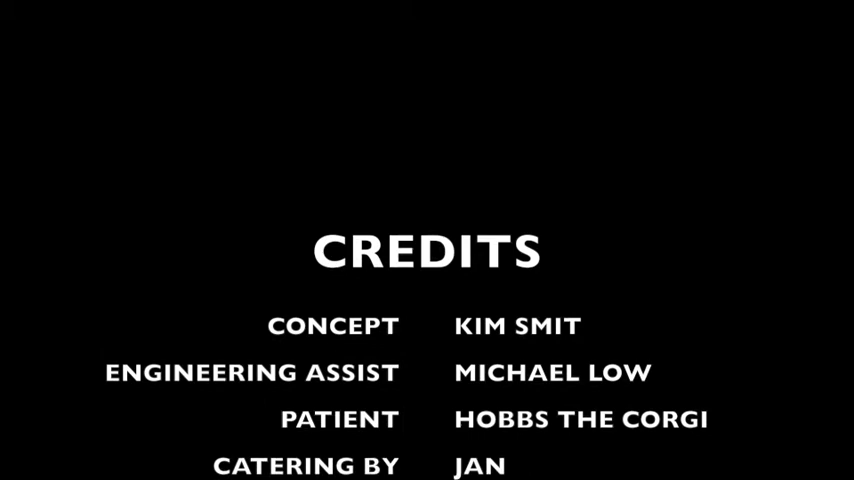 CREDITS
CONCEPT KIM SMIT
ENGINEERING ASSIST MICHAEL LOW
PATIENT HOBBS THE CORGI
CATERING BY JAN